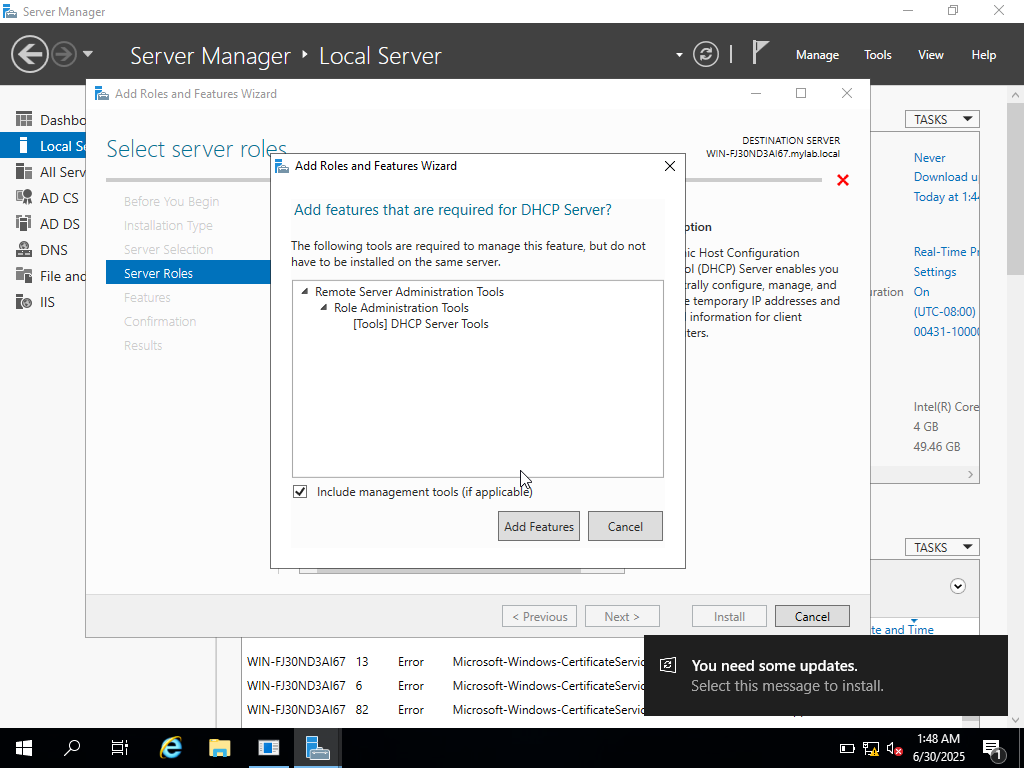 Server Manager
Server Manager ‣ Local Server
Manage Tools View Help
Add Roles and Features Wizard
Dashbo
Local Se
All Serv
AD CS
AD DS
DNS
File and
IIS
Select server roles
DESTINATION SERVER
WIN-FJ30ND3AI67.mylab.local
Before You Begin
Installation Type
Server Selection
Server Roles
Features
Confirmation
Results
Add Roles and Features Wizard
Add features that are required for DHCP Server?
The following tools are required to manage this feature, but do not
have to be installed on the same server.
Remote Server Administration Tools
Role Administration Tools
[Tools] DHCP Server Tools
Include management tools (if applicable)
Add Features Cancel
ption
ic Host Configuration
ol (DHCP) Server enables you
trally configure, manage, and
e temporary IP addresses and
l information for client
ters.
< Previous Next > Install Cancel
TASKS
Never
Download u
Today at 1:4
Real-Time Pr
Settings
uration On
(UTC-08:00)
00431-1000
Intel(R) Core
4 GB
49.46 GB
TASKS
te and Time
WIN-FJ30ND3AI67 13 Error Microsoft-Windows-CertificateServic
WIN-FJ30ND3AI67 6 Error Microsoft-Windows-CertificateServic
WIN-FJ30ND3AI67 82 Error Microsoft-Windows-CertificateServic
You need some updates.
Select this message to install.
1:48 AM
6/30/2025
1